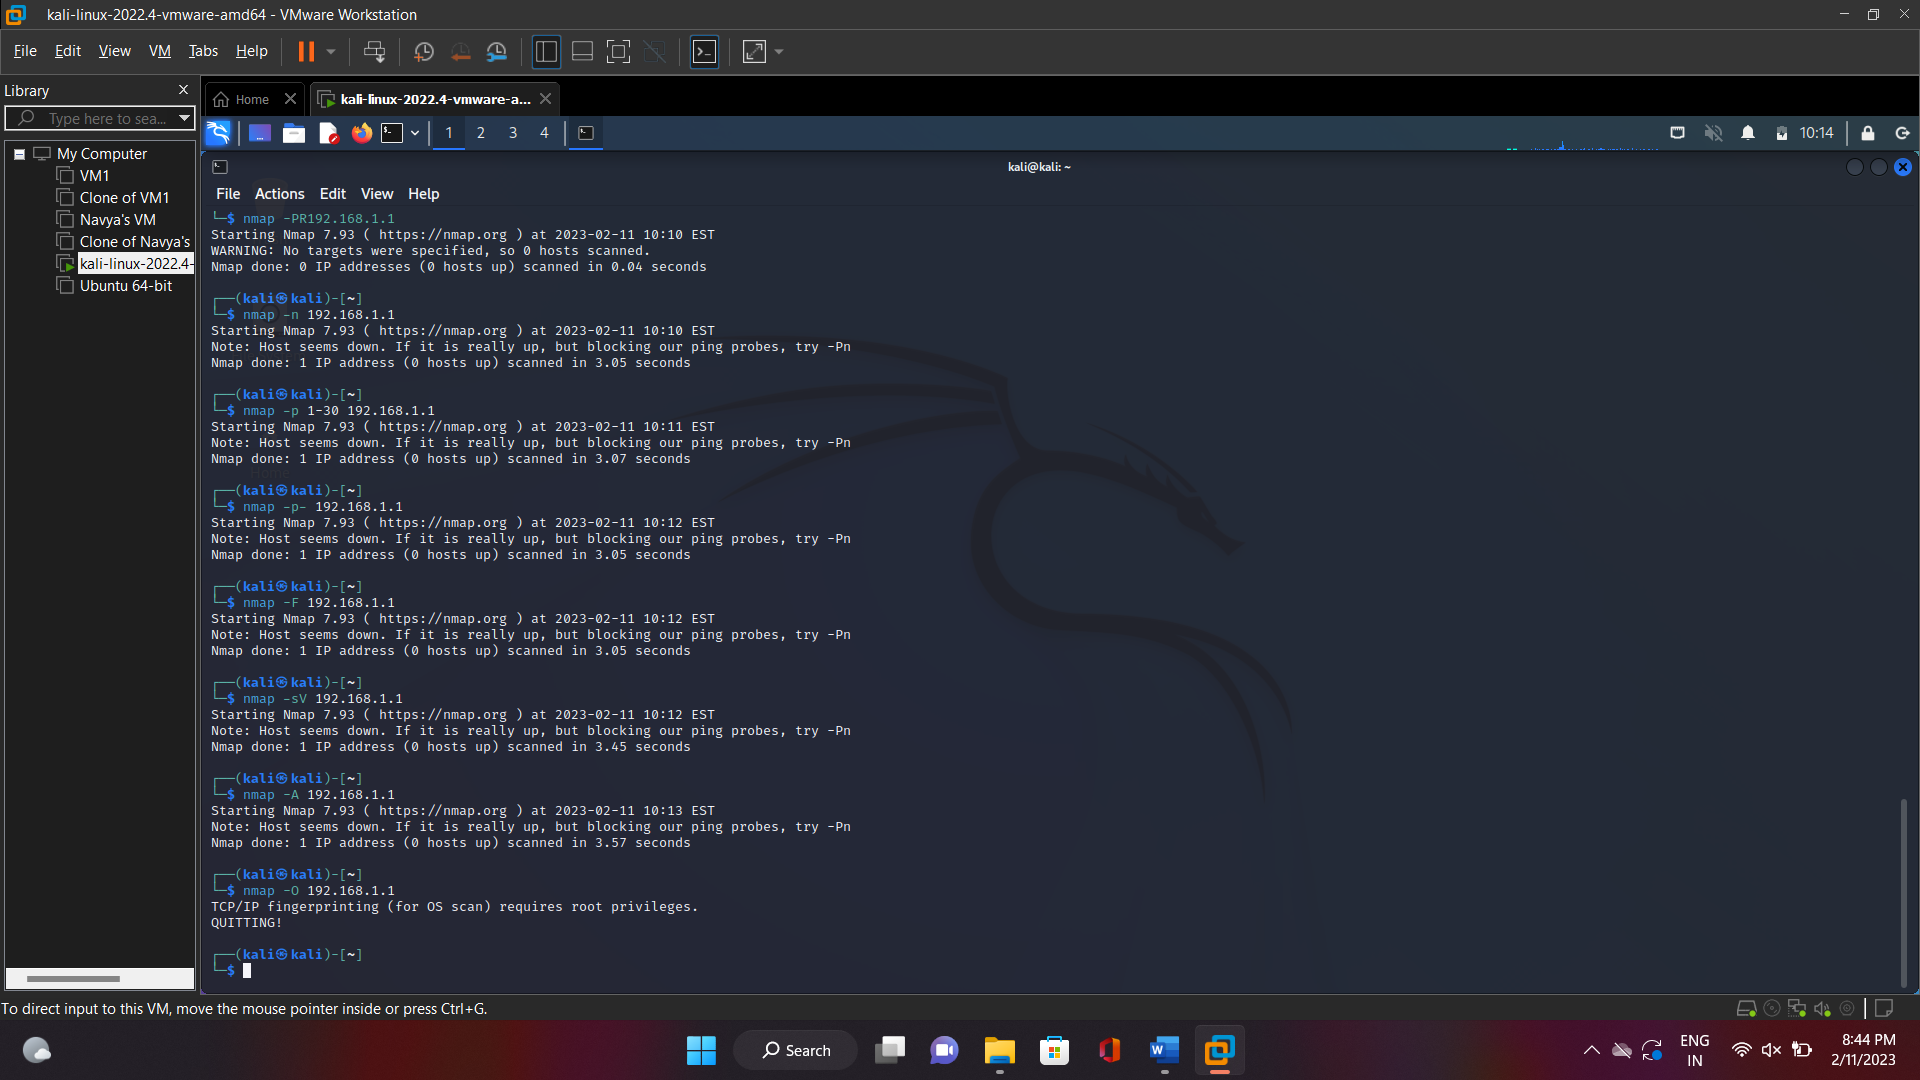 kali-linux-2022.4-vmware-amd64 - VMware Workstation
File Edit View VM Tabs Help
Library
Type here to sea...
My Computer
VM1
Clone of VM1
Navya's VM
Clone of Navya's
kali-linux-2022.4-
Ubuntu 64-bit
Home
kali-linux-2022.4-vmware-a...
1 2 3 4
10:14
kali@kali: ~
File Actions Edit View Help
└─$ nmap -PR192.168.1.1
Starting Nmap 7.93 ( https://nmap.org ) at 2023-02-11 10:10 EST
WARNING: No targets were specified, so 0 hosts scanned.
Nmap done: 0 IP addresses (0 hosts up) scanned in 0.04 seconds
┌──(kali㉿kali)-[~]
└─$ nmap -n 192.168.1.1
Starting Nmap 7.93 ( https://nmap.org ) at 2023-02-11 10:10 EST
Note: Host seems down. If it is really up, but blocking our ping probes, try -Pn
Nmap done: 1 IP address (0 hosts up) scanned in 3.05 seconds
┌──(kali㉿kali)-[~]
└─$ nmap -p 1-30 192.168.1.1
Starting Nmap 7.93 ( https://nmap.org ) at 2023-02-11 10:11 EST
Note: Host seems down. If it is really up, but blocking our ping probes, try -Pn
Nmap done: 1 IP address (0 hosts up) scanned in 3.07 seconds
┌──(kali㉿kali)-[~]
└─$ nmap -p- 192.168.1.1
Starting Nmap 7.93 ( https://nmap.org ) at 2023-02-11 10:12 EST
Note: Host seems down. If it is really up, but blocking our ping probes, try -Pn
Nmap done: 1 IP address (0 hosts up) scanned in 3.05 seconds
┌──(kali㉿kali)-[~]
└─$ nmap -F 192.168.1.1
Starting Nmap 7.93 ( https://nmap.org ) at 2023-02-11 10:12 EST
Note: Host seems down. If it is really up, but blocking our ping probes, try -Pn
Nmap done: 1 IP address (0 hosts up) scanned in 3.05 seconds
┌──(kali㉿kali)-[~]
└─$ nmap -sV 192.168.1.1
Starting Nmap 7.93 ( https://nmap.org ) at 2023-02-11 10:12 EST
Note: Host seems down. If it is really up, but blocking our ping probes, try -Pn
Nmap done: 1 IP address (0 hosts up) scanned in 3.45 seconds
┌──(kali㉿kali)-[~]
└─$ nmap -A 192.168.1.1
Starting Nmap 7.93 ( https://nmap.org ) at 2023-02-11 10:13 EST
Note: Host seems down. If it is really up, but blocking our ping probes, try -Pn
Nmap done: 1 IP address (0 hosts up) scanned in 3.57 seconds
┌──(kali㉿kali)-[~]
└─$ nmap -O 192.168.1.1
TCP/IP fingerprinting (for OS scan) requires root privileges.
QUITTING!
┌──(kali㉿kali)-[~]
└─$
To direct input to this VM, move the mouse pointer inside or press Ctrl+G.
Search
ENG
IN
8:44 PM
2/11/2023